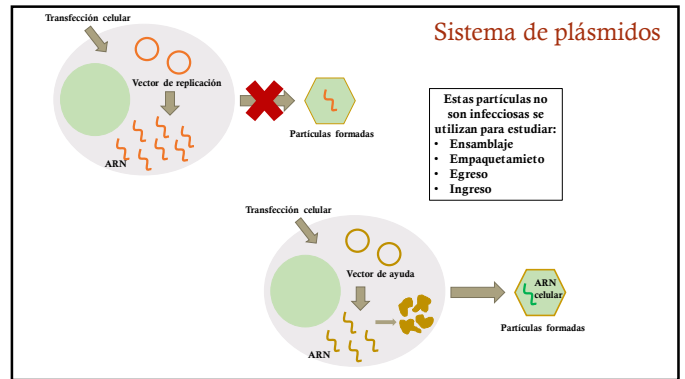 Sistema de plásmidos
Transfección celular
Vector de replicación
ARN
Partículas formadas
Estas partículas no
son infecciosas se
utilizan para estudiar:
• Ensamblaje
• Empaquetamieto
• Egreso
• Ingreso
Transfección celular
Vector de ayuda
ARN
ARN
celular
Partículas formadas